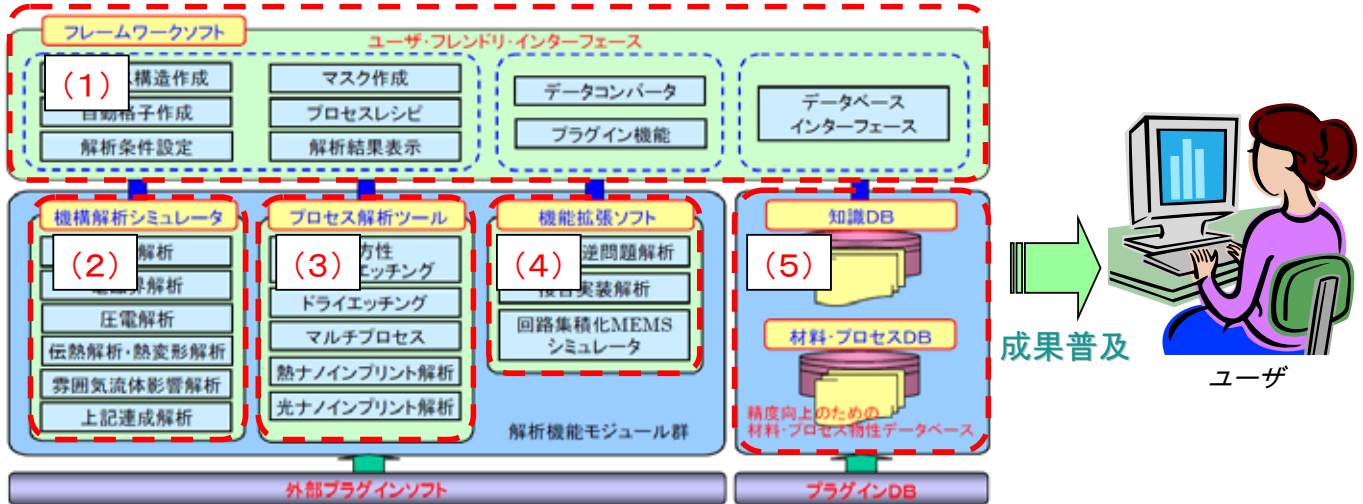 フレームワークソフト
ユーザ・フレンドリ・インターフェース
（1）
構造作成
自動格子作成
解析条件設定
マスク作成
プロセスレシピ
解析結果表示
データコンバータ
プラグイン機能
データベース
インターフェース
機構解析シミュレータ
（2）
解析
解析
圧電解析
伝熱解析・熱変形解析
雰囲気流体影響解析
上記連成解析
プロセス解析ツール
（3）
方性
エッチング
ドライエッチング
マルチプロセス
熱ナノインプリント解析
光ナノインプリント解析
機能拡張ソフト
（4）
逆問題解析
実装解析
回路集積化MEMS
シミュレータ
解析機能モジュール群
知識DB
（5）
材料・プロセスDB
精度向上のための
材料・プロセス物性データベース
外部プラグインソフト
プラグインDB
成果普及
ユーザ